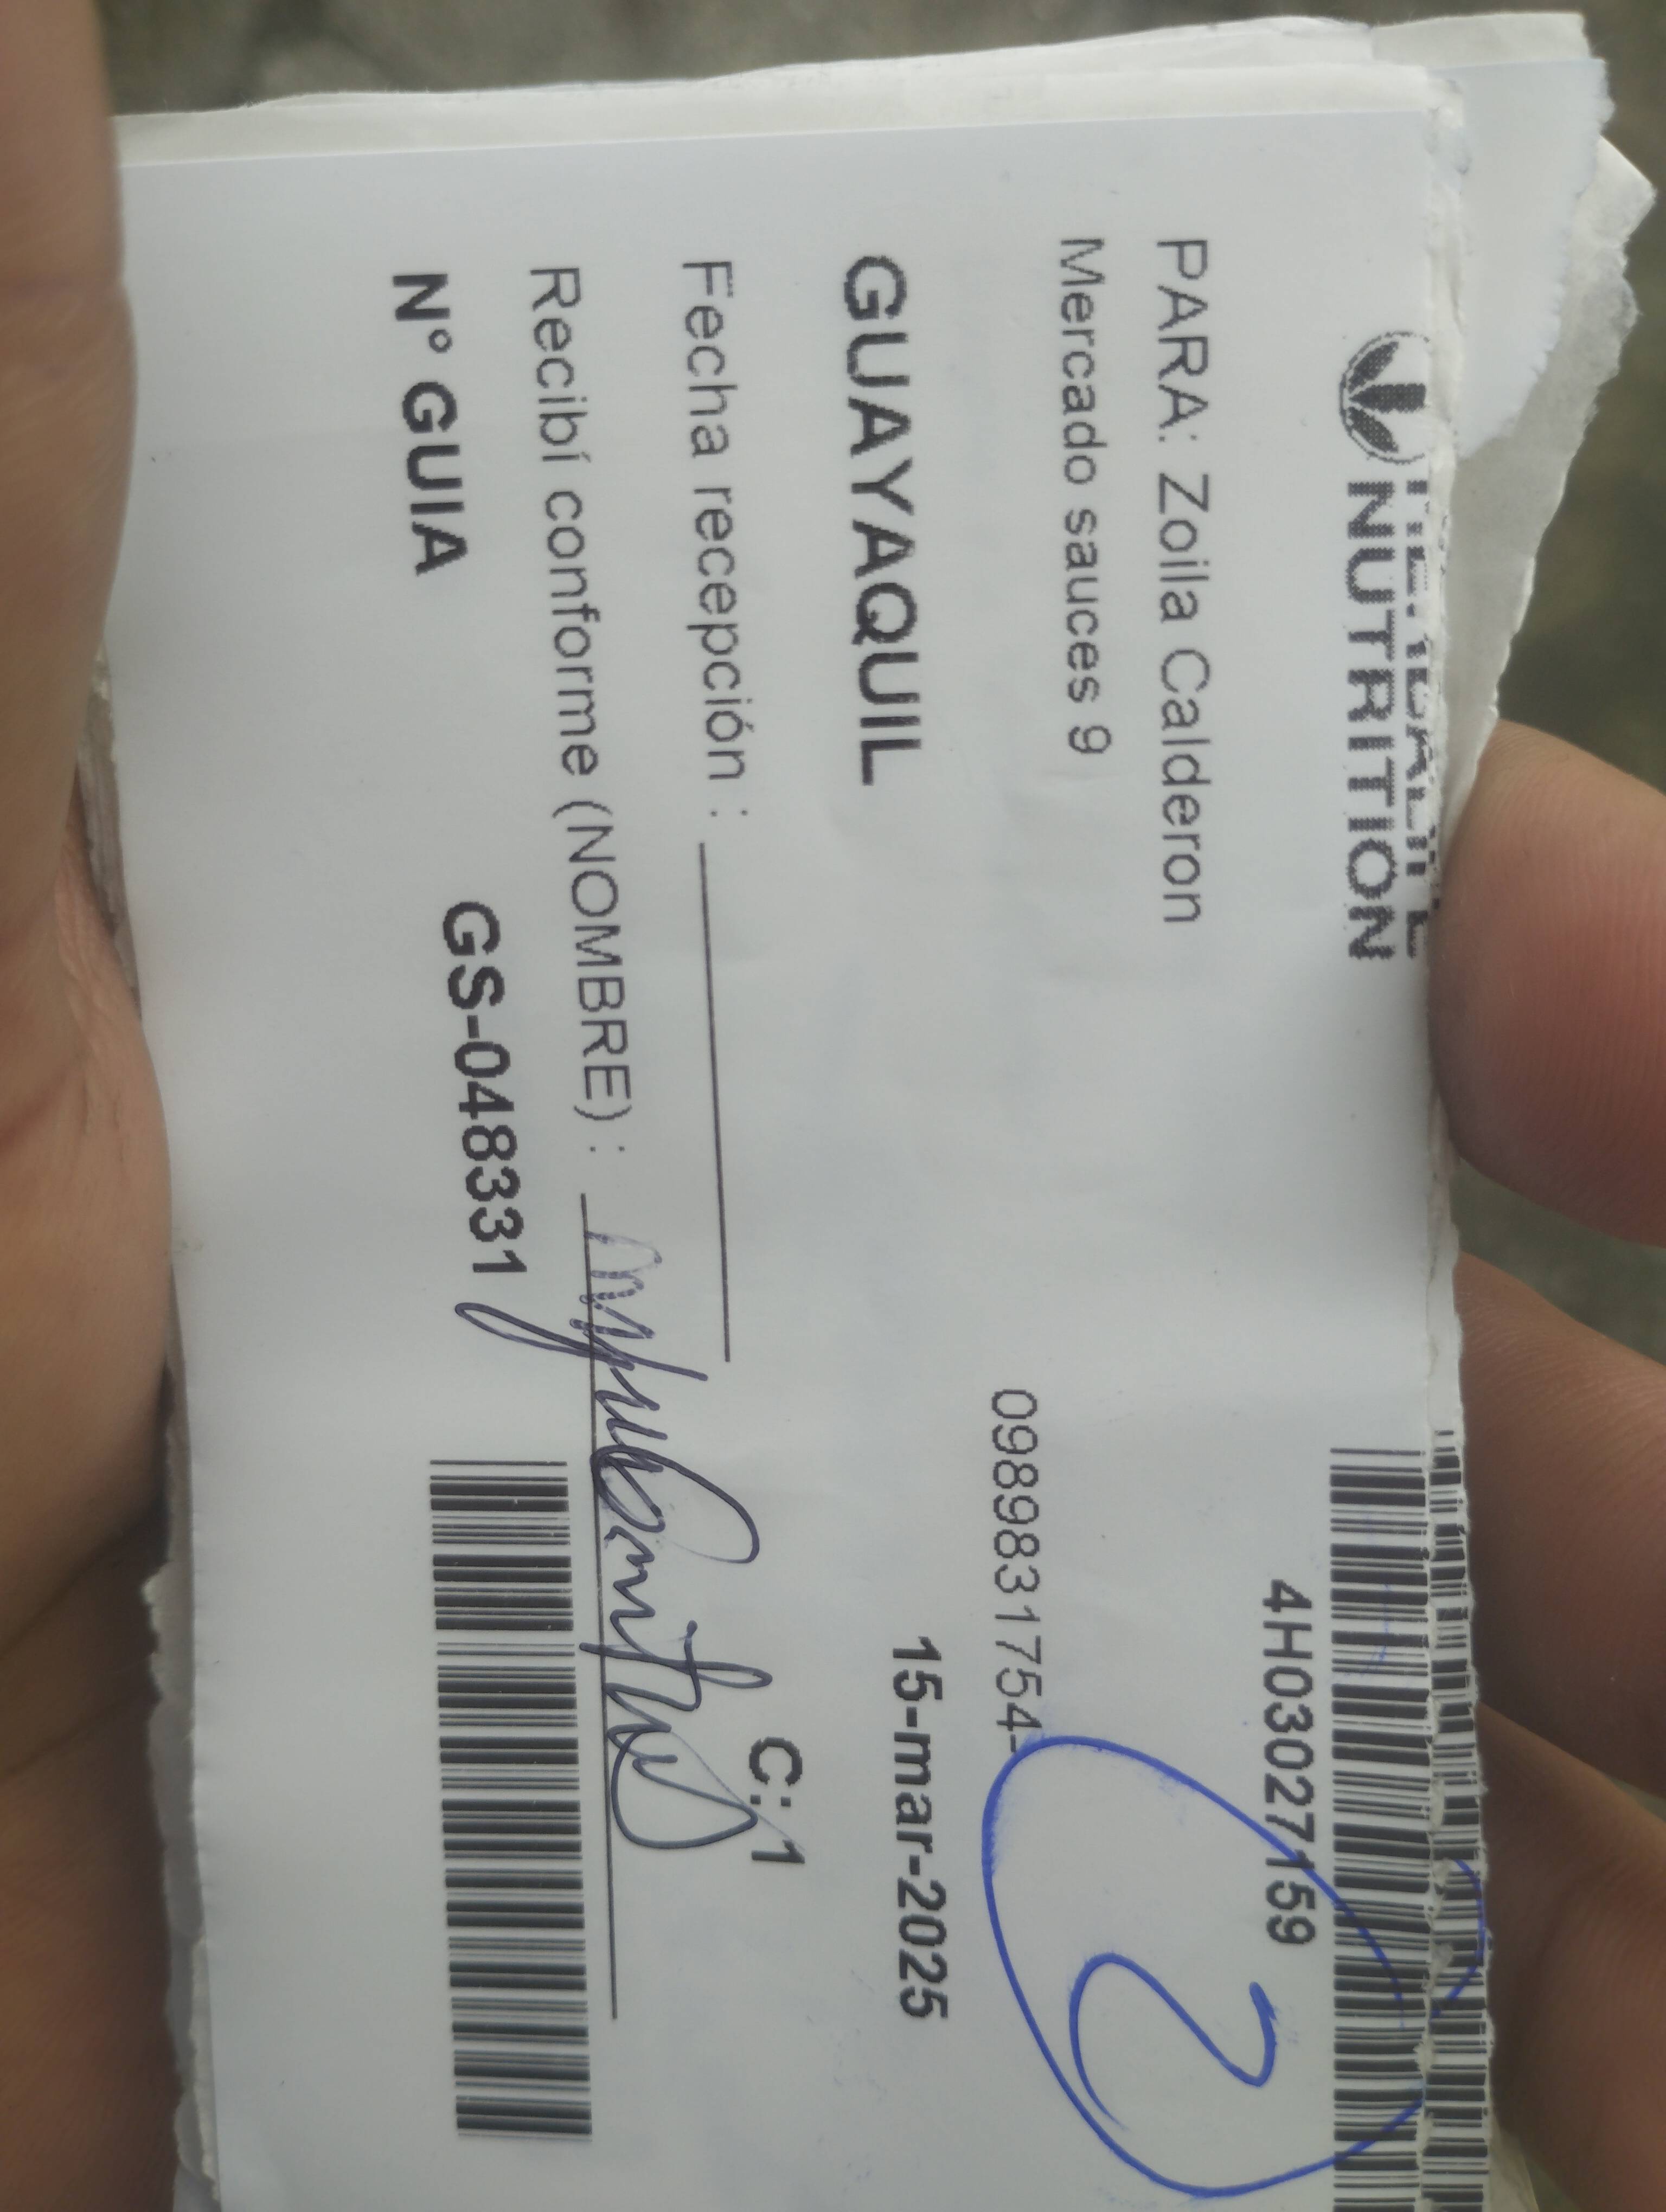 NUTRITION
4H03027159
PARA: Zoila Calderon
Mercado sauces 9
0989831754-
GUAYAQUIL
15-mar-2025
Fecha recepción :
C:1
Recibí conforme (NOMBRE) :
N° GUIA GS-048331
2